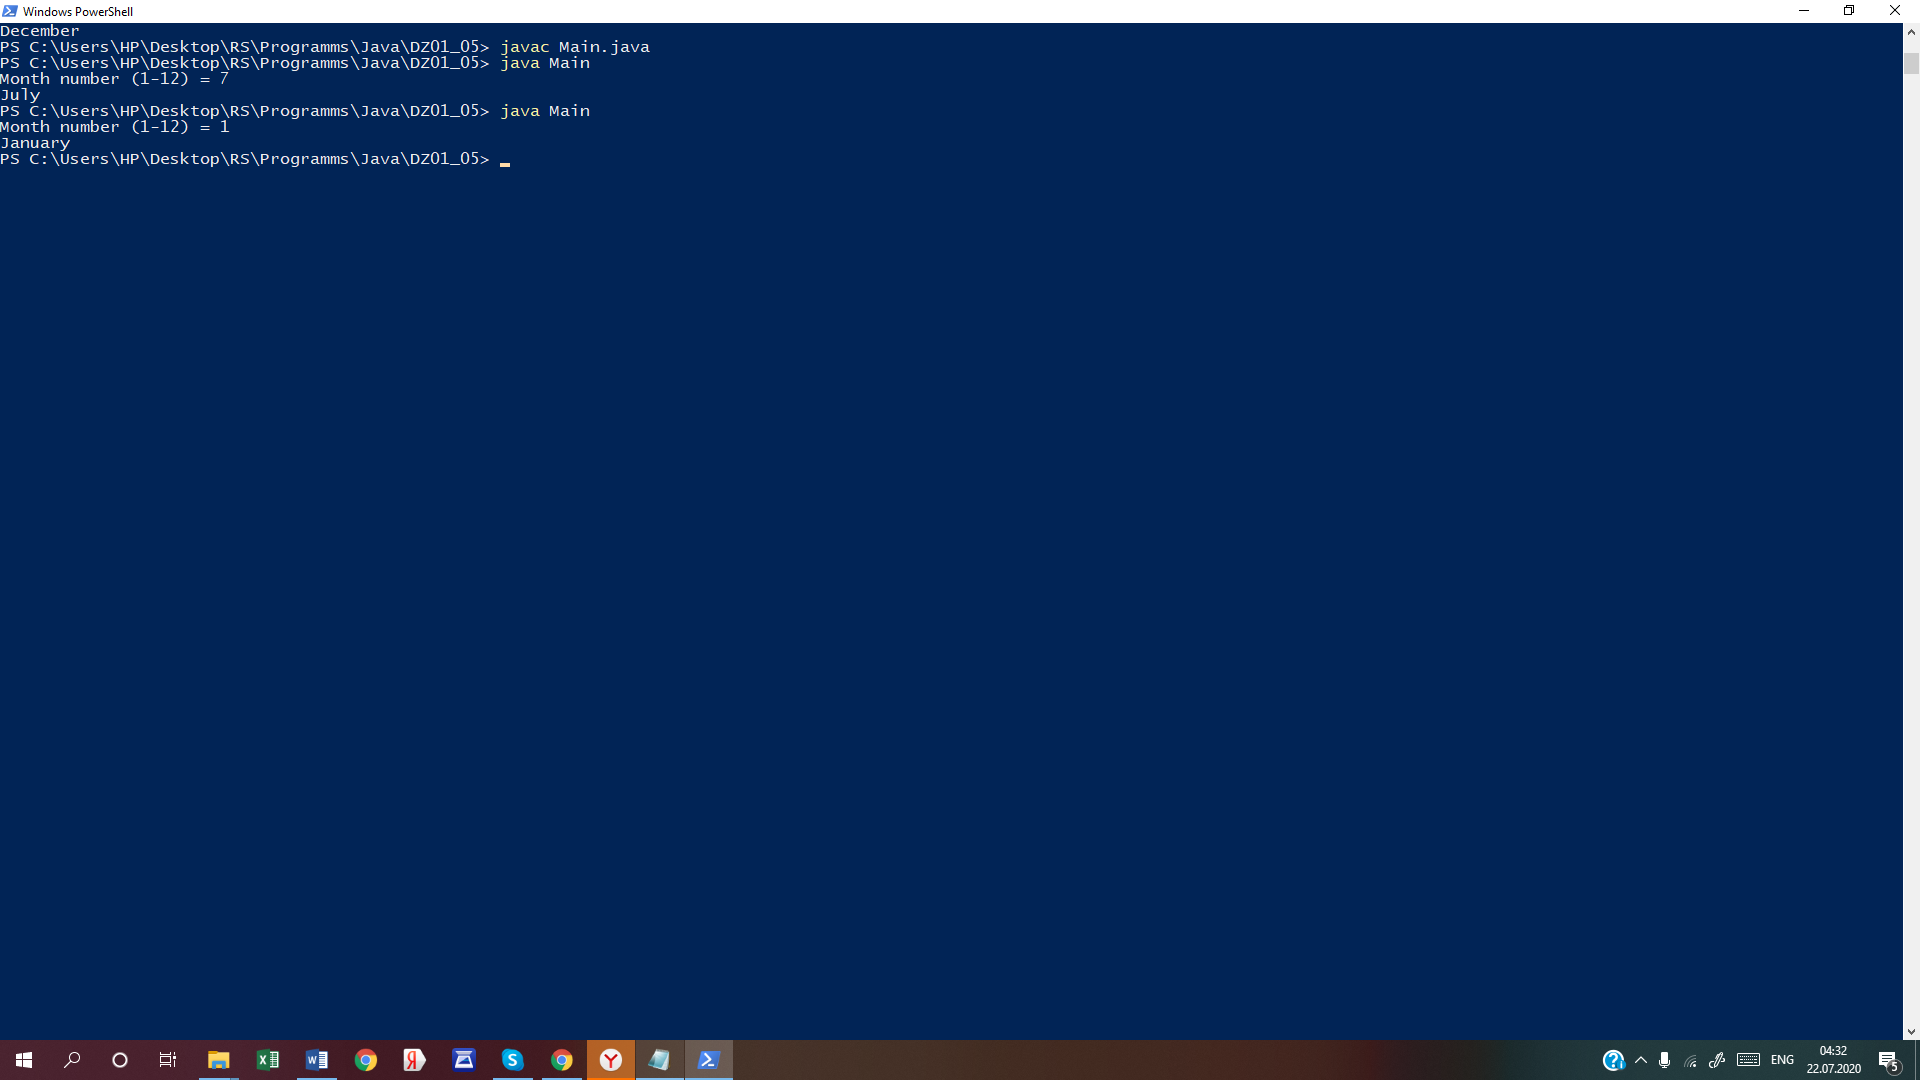 Windows PowerShell
December
PS C:\Users\HP\Desktop\RS\Programms\Java\DZ01_05> javac Main.java
PS C:\Users\HP\Desktop\RS\Programms\Java\DZ01_05> java Main
Month number (1-12) = 7
July
PS C:\Users\HP\Desktop\RS\Programms\Java\DZ01_05> java Main
Month number (1-12) = 1
January
PS C:\Users\HP\Desktop\RS\Programms\Java\DZ01_05>
ENG
04:32
22.07.2020
5